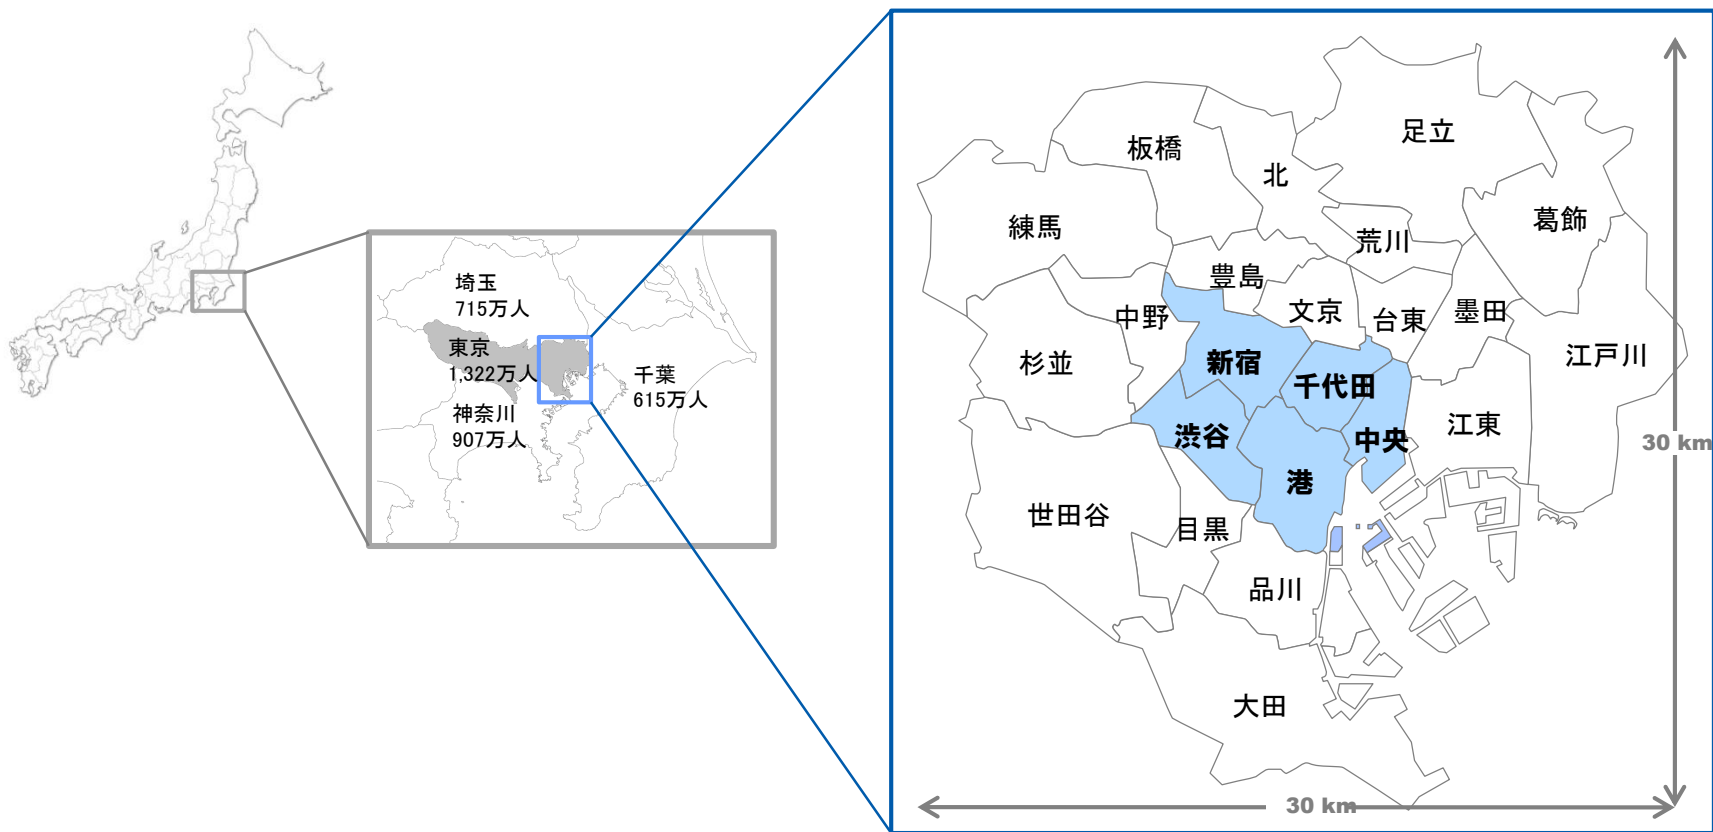 埼玉
715万人
東京
1,322万人
千葉
615万人
神奈川
907万人
足立
板橋
北
葛飾
練馬
荒川
豊島
文京
台東
墨田
中野
杉並
新宿
千代田
江戸川
渋谷
中央
江東
30 km
港
世田谷
目黒
品川
大田
30 km